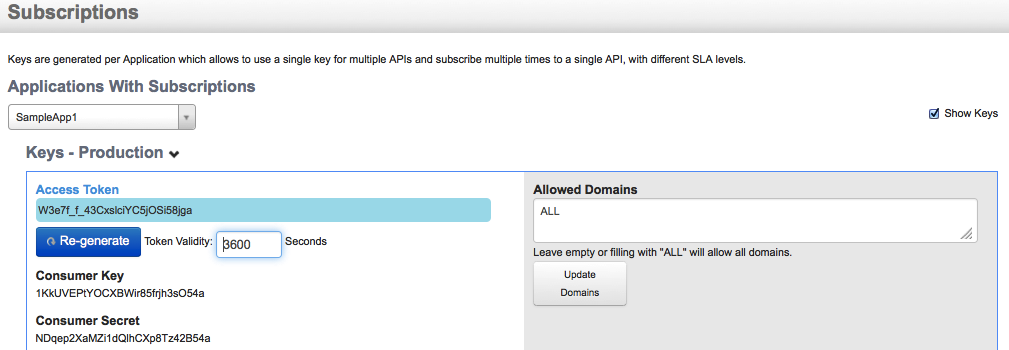 Subscriptions
Keys are generated per Application which allows to use a single key for multiple APIs and subscribe multiple times to a single API, with different SLA levels.
Applications With Subscriptions
SampleApp1
Show Keys
Keys - Production
Access Token
W3e7f_f_43CxslciYC5jOSi58jga
Re-generate Token Validity: 3600 Seconds
Consumer Key
1KkUVEPtYOCXBWir85frjh3sO54a
Consumer Secret
NDqep2XaMZi1dQlhCXp8Tz42B54a
Allowed Domains
ALL
Leave empty or filling with "ALL" will allow all domains.
Update
Domains